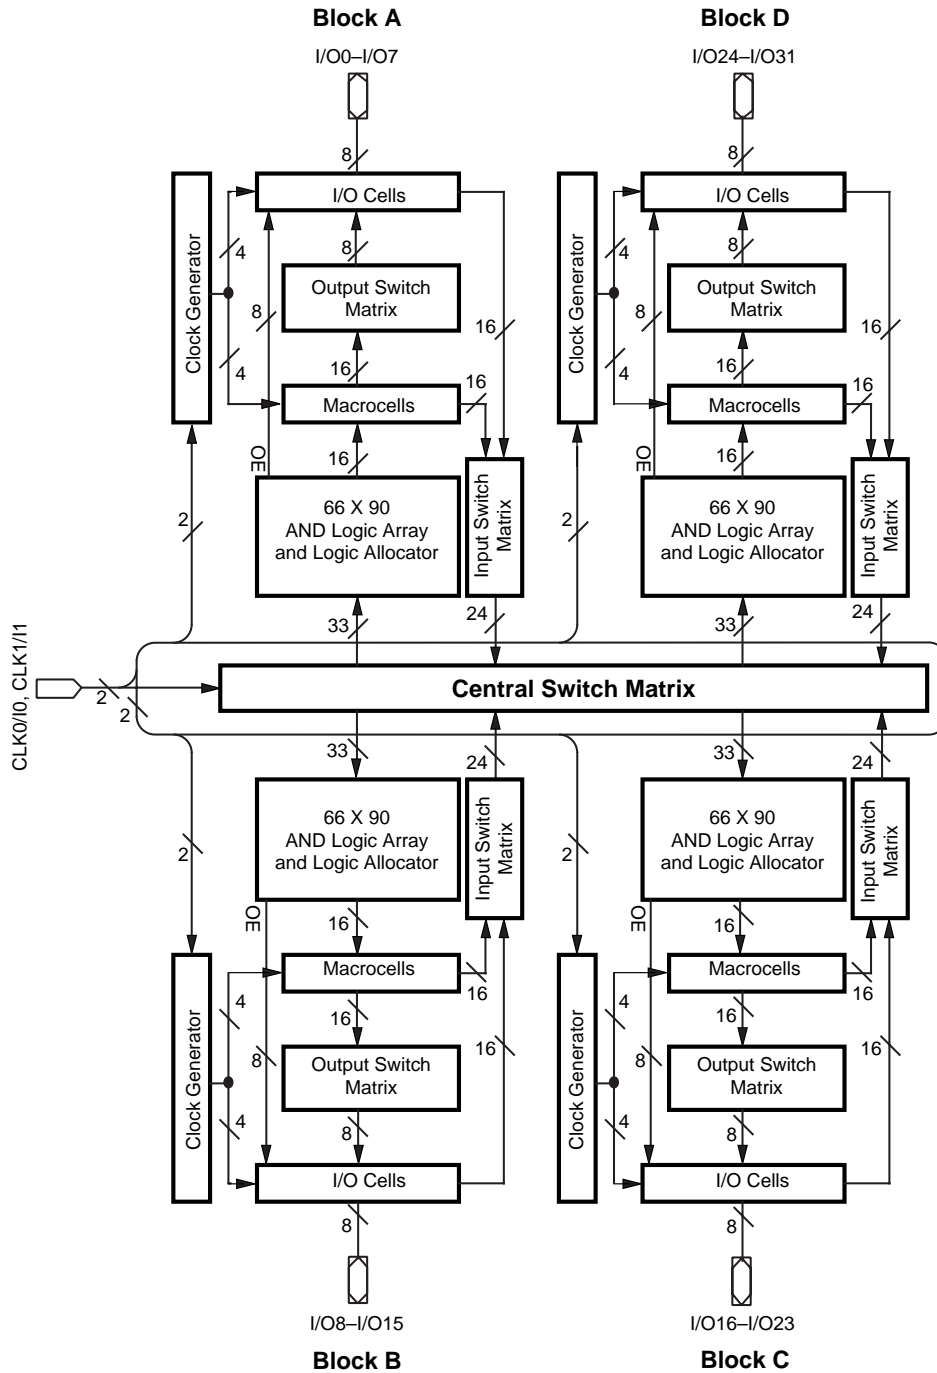 Block A
Block D
I/O0–I/O7
I/O24–I/O31
8
8
I/O Cells
I/O Cells
Clock Generator
4
8
Clock Generator
4
8
Output Switch
Matrix
Output Switch
Matrix
8
16
8
16
4
16
16
4
16
16
Macrocells
Macrocells
OE
16
OE
16
66 X 90
AND Logic Array
and Logic Allocator
Input Switch
Matrix
66 X 90
AND Logic Array
and Logic Allocator
Input Switch
Matrix
2
2
33
24
33
24
CLK0/I0, CLK1/I1
2
2
Central Switch Matrix
33
24
33
24
66 X 90
AND Logic Array
and Logic Allocator
Input Switch
Matrix
66 X 90
AND Logic Array
and Logic Allocator
Input Switch
Matrix
2
2
OE
16
OE
16
Macrocells
Macrocells
16
16
Clock Generator
4
16
Clock Generator
4
16
8
16
8
16
Output Switch
Matrix
Output Switch
Matrix
4
8
4
8
I/O Cells
I/O Cells
8
8
I/O8–I/O15
I/O16–I/O23
Block B
Block C